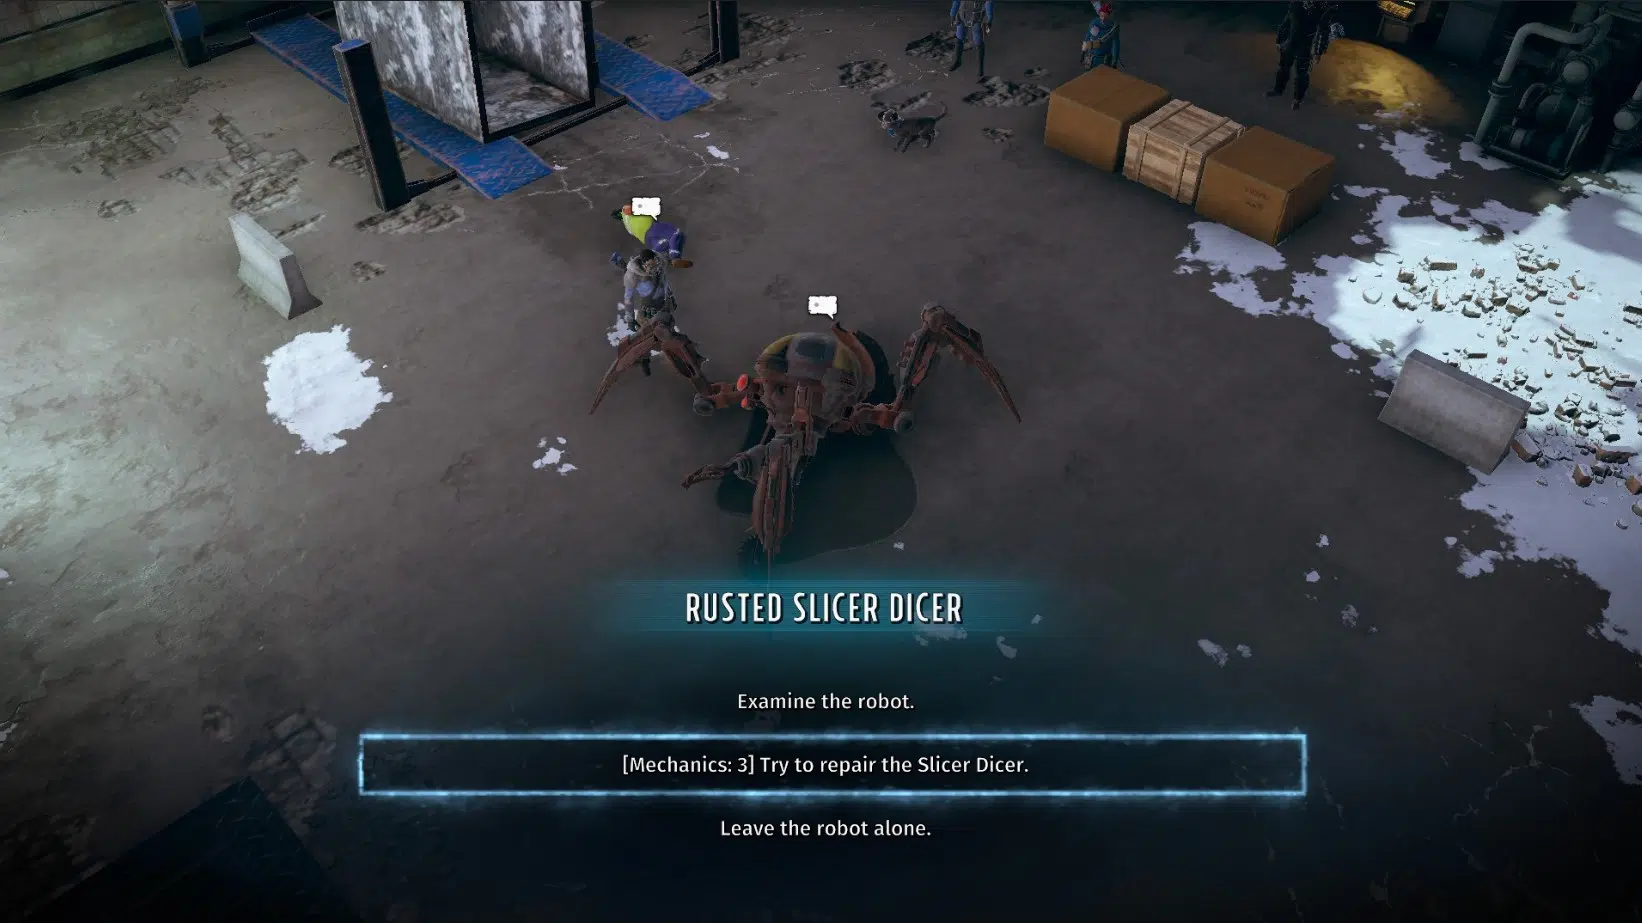 RUSTED SLICER DICER
Examine the robot.
[Mechanics: 3] Try to repair the Slicer Dicer.
Leave the robot alone.